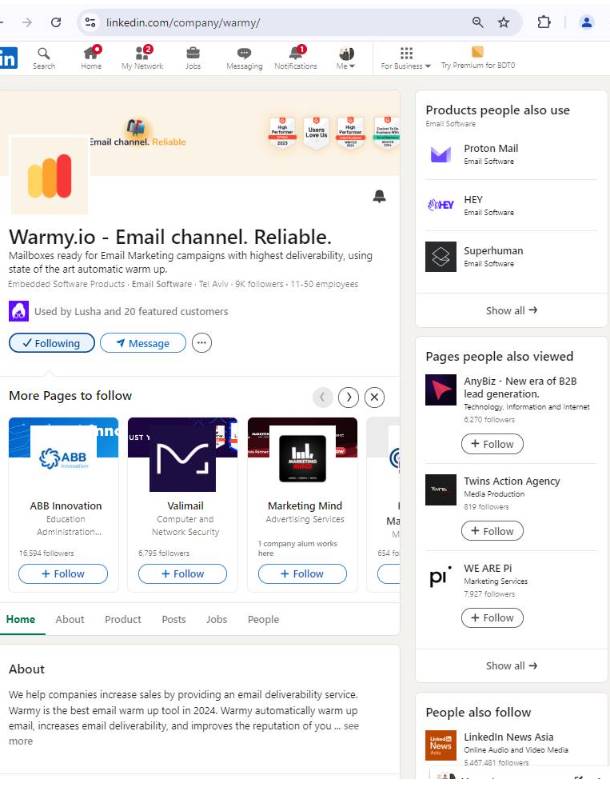 linkedin.com/company/warmy/
in
Search
Home
2
My Network
Jobs
Messaging
1
Notifications
Me
For Business
Try Premium for BDT0
Email channel. Reliable
High Performer
2023
Users Love Us
High Performer
Warmy.io - Email channel. Reliable.
Mailboxes ready for Email Marketing campaigns with highest deliverability, using
state of the art automatic warm up.
Embedded Software Products · Email Software · Tel Aviv · 9K followers · 11-50 employees
Used by Lusha and 20 featured customers
Following
Message
More Pages to follow
ABB
Innovation
ABB Innovation
Education
Administration...
16,594 followers
+ Follow
UST
Valimail
Computer and
Network Security
6,795 followers
+ Follow
MARKETING
MIND
Marketing Mind
Advertising Services
1 company alum works
here
+ Follow
Ma
M
654 fo
Home
About
Product
Posts
Jobs
People
About
We help companies increase sales by providing an email deliverability service.
Warmy is the best email warm up tool in 2024. Warmy automatically warm up
email, increases email deliverability, and improves the reputation of you ... see
more
Products people also use
Email Software
Proton Mail
Email Software
HEY
HEY
Email Software
Superhuman
Email Software
Show all →
Pages people also viewed
AnyBiz · New era of B2B
lead generation.
Technology, Information and Internet
6,270 followers
+ Follow
Twins Action Agency
Media Production
819 followers
+ Follow
pi
WE ARE Pi
Marketing Services
7,927 followers
+ Follow
Show all →
People also follow
LinkedIn
News
Asia
LinkedIn News Asia
Online Audio and Video Media
5,467,481 followers